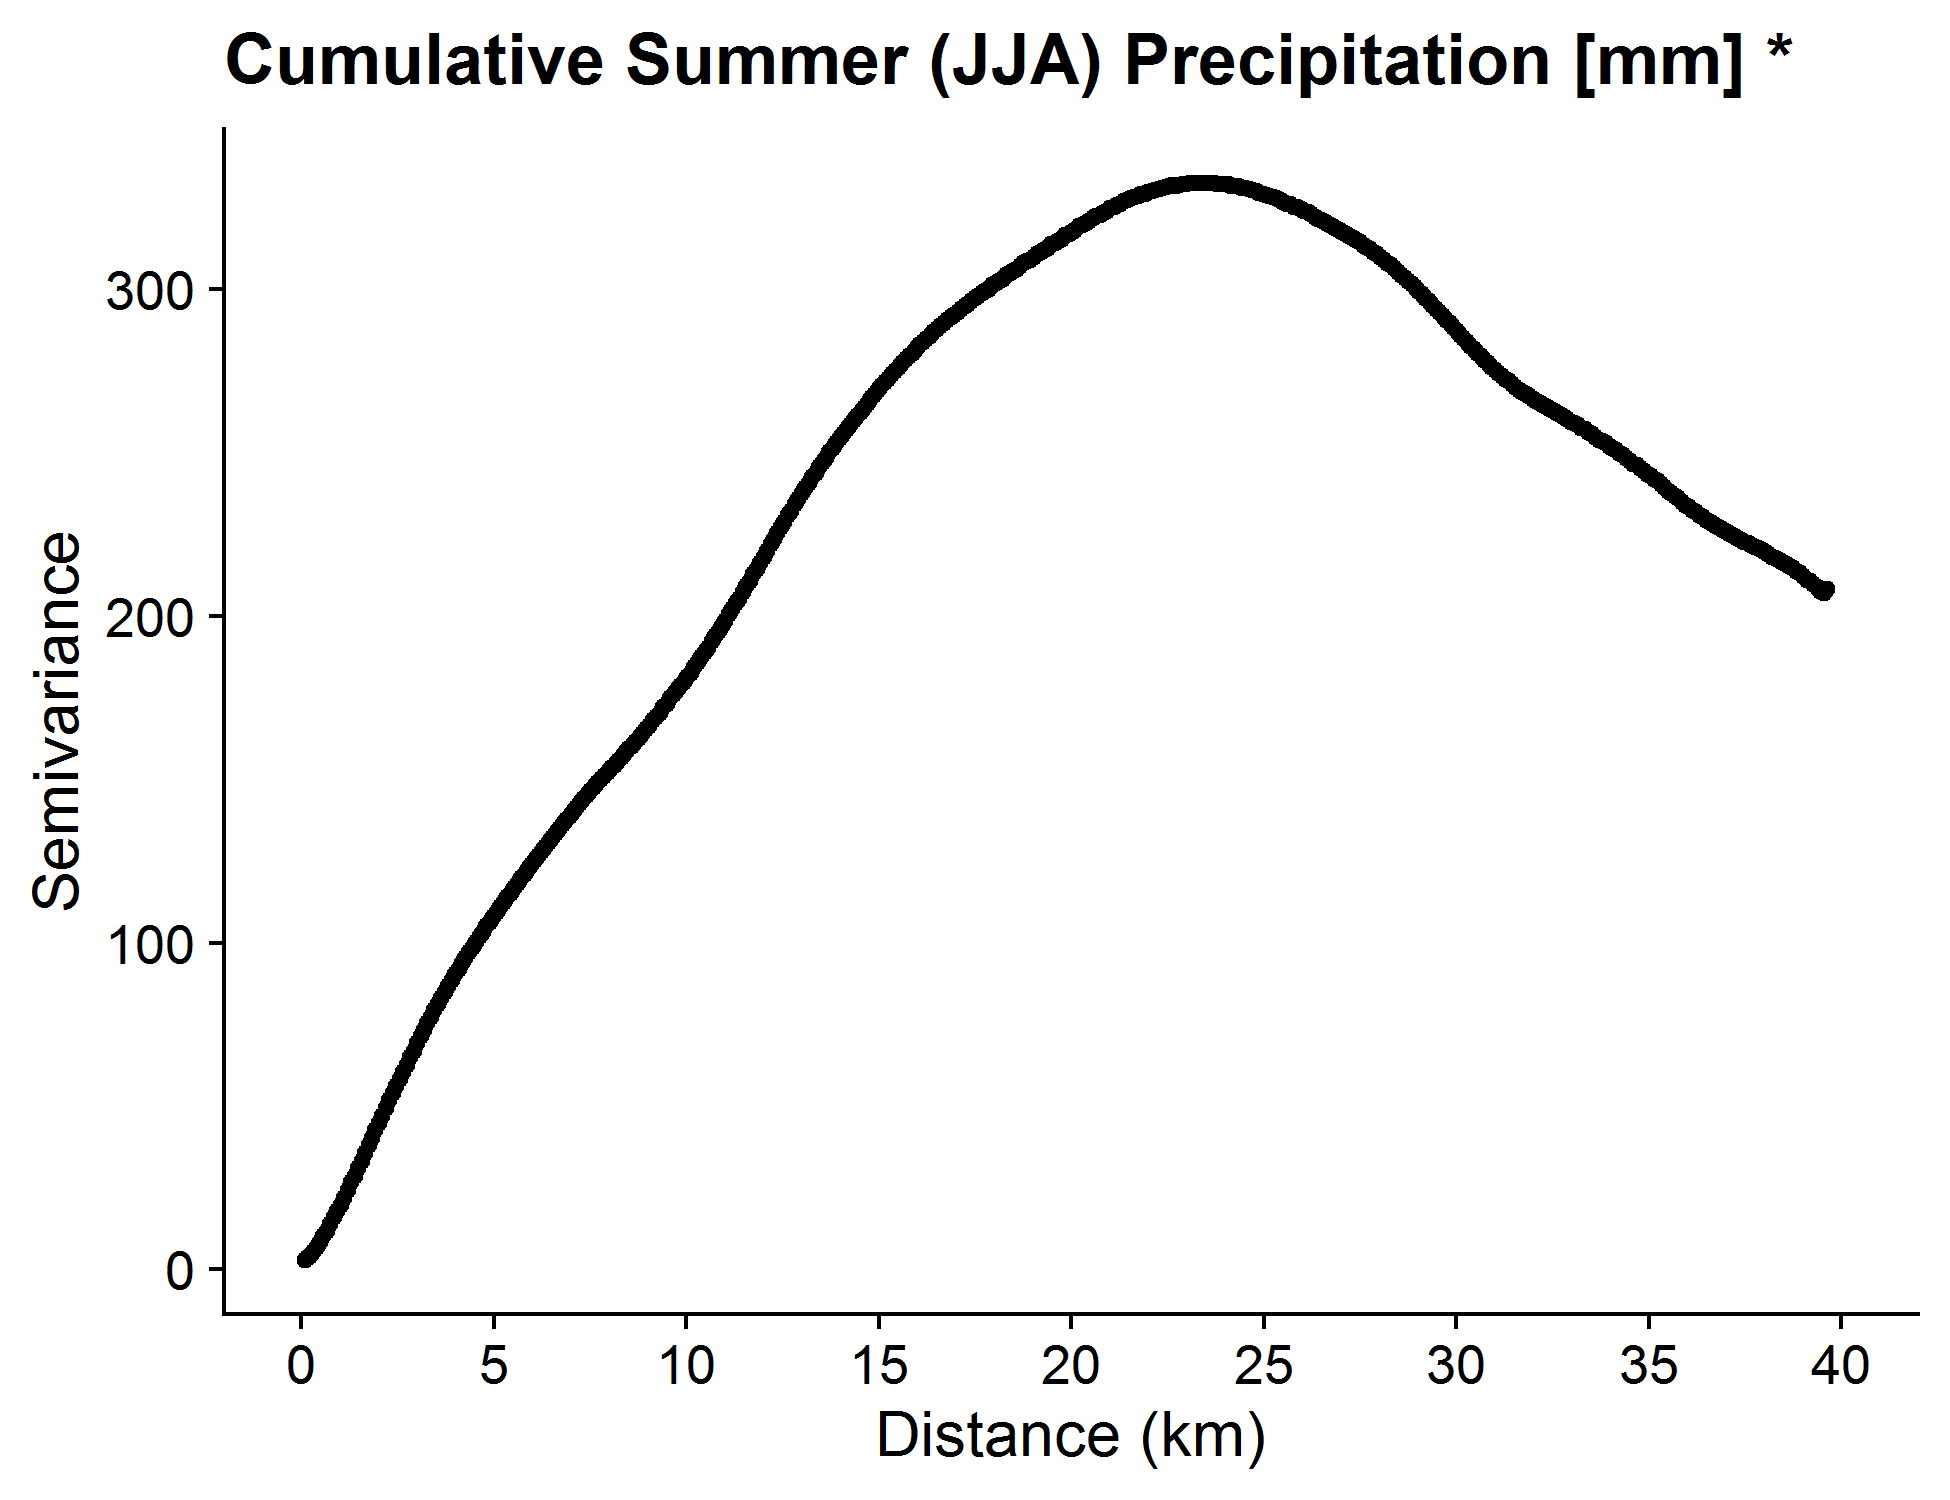 Cumulative Summer (JJA) Precipitation [mm] *
Semivariance
300
200
100
0
0 5 10 15 20 25 30 35 40
Distance (km)